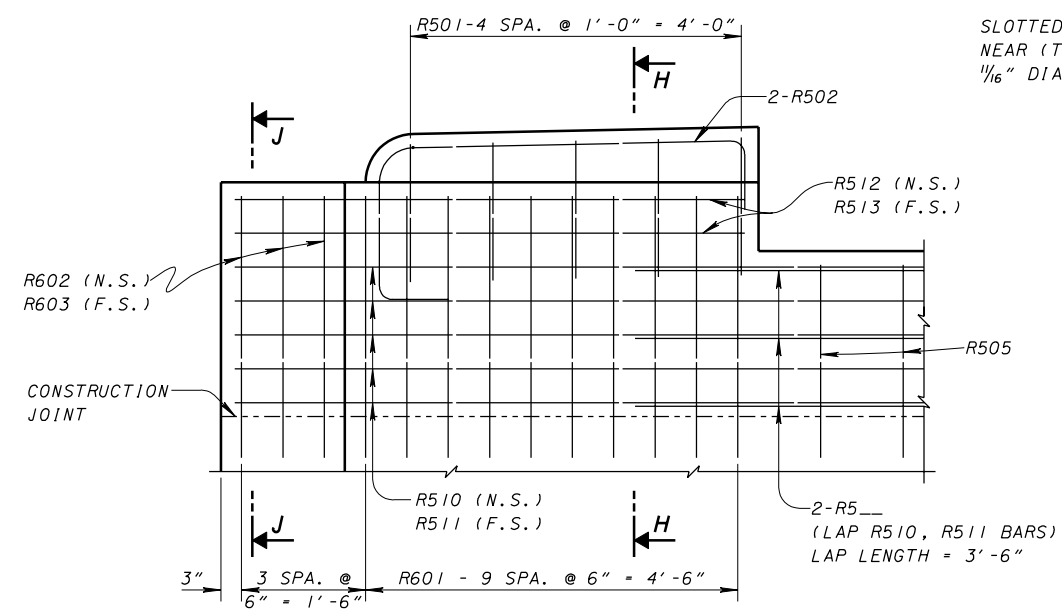 R501-4 SPA. @ 1'-0" = 4'-0"
SLOTTED
NEAR (T
11/16" DIA
H
2-R502
J
R512 (N.S.)
R513 (F.S.)
R602 (N.S.)
R603 (F.S.)
R505
CONSTRUCTION
JOINT
R510 (N.S.)
R511 (F.S.)
2-R5__
(LAP R510, R511 BARS)
LAP LENGTH = 3'-6"
J
H
3"
3 SPA. @
6" = 1'-6"
R601 - 9 SPA. @ 6" = 4'-6"